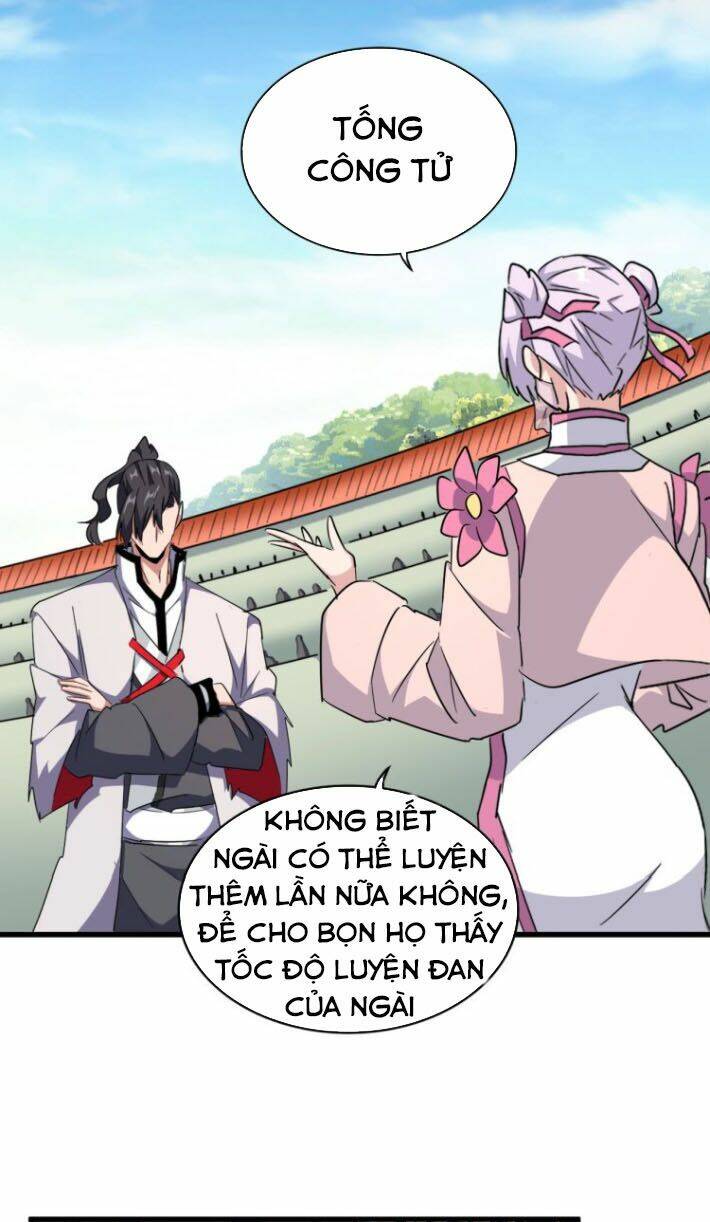 TỐNG
CÔNG TỬ
KHÔNG BIẾT
NGÀI CÓ THỂ LUYỆN
THÊM LẦN NỮA KHÔNG,
ĐỂ CHO BỌN HỌ THẤY
TỐC ĐỘ LUYỆN ĐAN
CỦA NGÀI